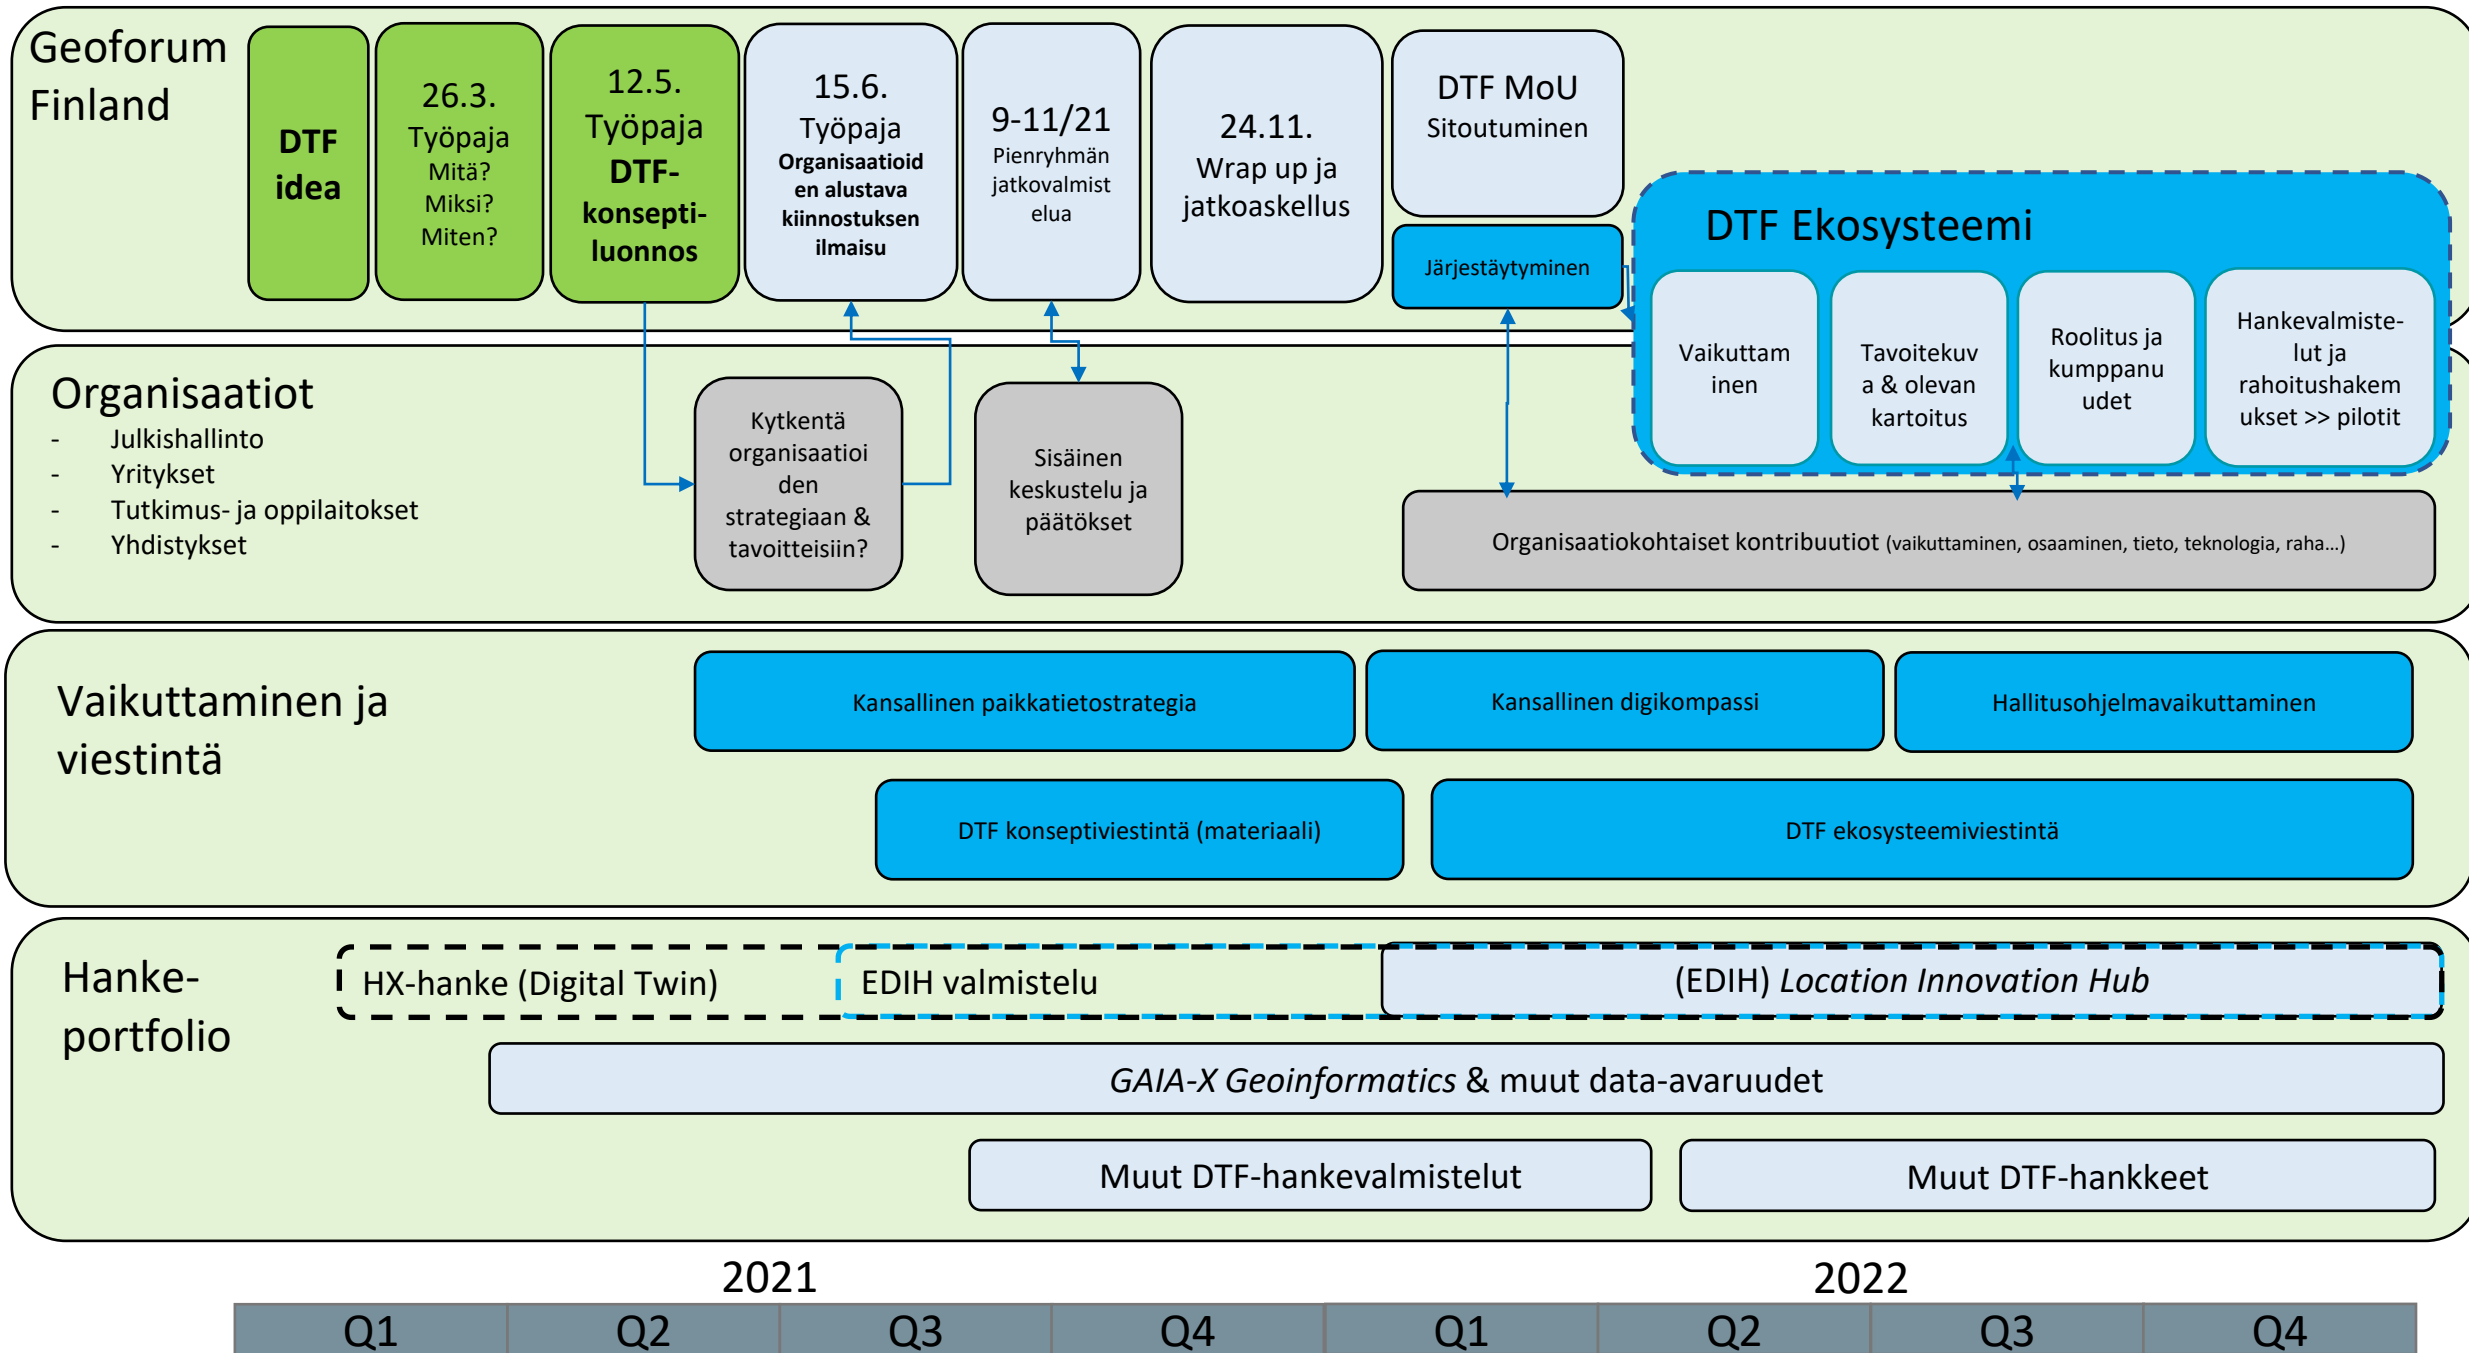 Geoforum
Finland
DTF
idea
26.3.
Työpaja
Mitä?
Miksi?
Miten?
12.5.
Työpaja
DTF-
konsepti-
luonnos
15.6.
Työpaja
Organisaatioid
en alustava
kiinnostuksen
ilmaisu
9-11/21
Pienryhmän
jatkovalmist
elua
24.11.
Wrap up ja
jatkoaskellus
DTF MoU
Sitoutuminen
Järjestäytyminen
DTF Ekosysteemi
Vaikuttam
inen
Tavoitekuv
a & olevan
kartoitus
Roolitus ja
kumppanu
udet
Hankevalmiste-
lut ja
rahoitushakem
ukset >> pilotit
Organisaatiot
- Julkishallinto
- Yritykset
- Tutkimus- ja oppilaitokset
- Yhdistykset
Kytkentä
organisaatioi
den
strategiaan &
tavoitteisiin?
Sisäinen
keskustelu ja
päätökset
Organisaatiokohtaiset kontribuutiot (vaikuttaminen, osaaminen, tieto, teknologia, raha…)
Vaikuttaminen ja
viestintä
Kansallinen paikkatietostrategia
Kansallinen digikompassi
Hallitusohjelmavaikuttaminen
DTF konseptiviestintä (materiaali)
DTF ekosysteemiviestintä
Hanke-
portfolio
HX-hanke (Digital Twin)
EDIH valmistelu
(EDIH) Location Innovation Hub
GAIA-X Geoinformatics & muut data-avaruudet
Muut DTF-hankevalmistelut
Muut DTF-hankkeet
2021
2022
Q1
Q2
Q3
Q4
Q1
Q2
Q3
Q4